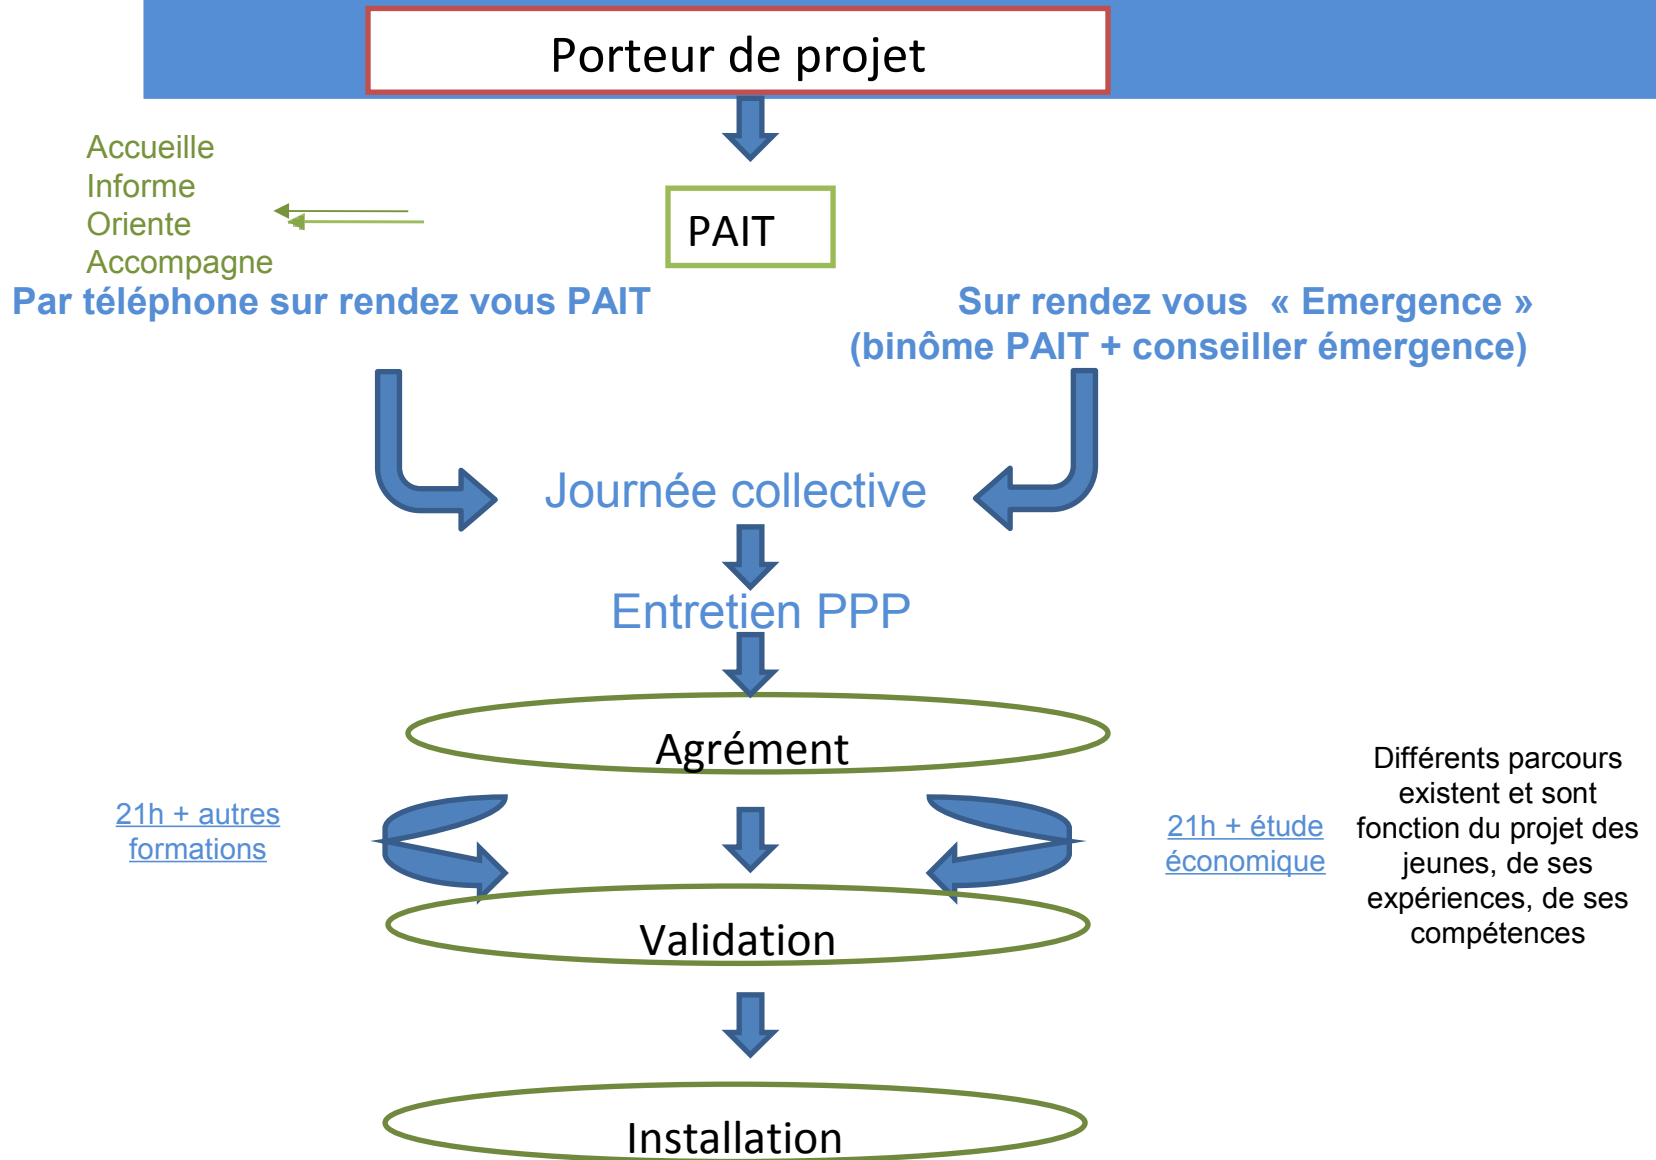 Porteur de projet
Accueille
Informe
Oriente
Accompagne
PAIT
Par téléphone sur rendez vous PAIT
Sur rendez vous « Emergence »
(binôme PAIT + conseiller émergence)
Journée collective
Entretien PPP
Agrément
21h + autres
formations
21h + étude
économique
Différents parcours
existent et sont
fonction du projet des
jeunes, de ses
expériences, de ses
compétences
Validation
Installation